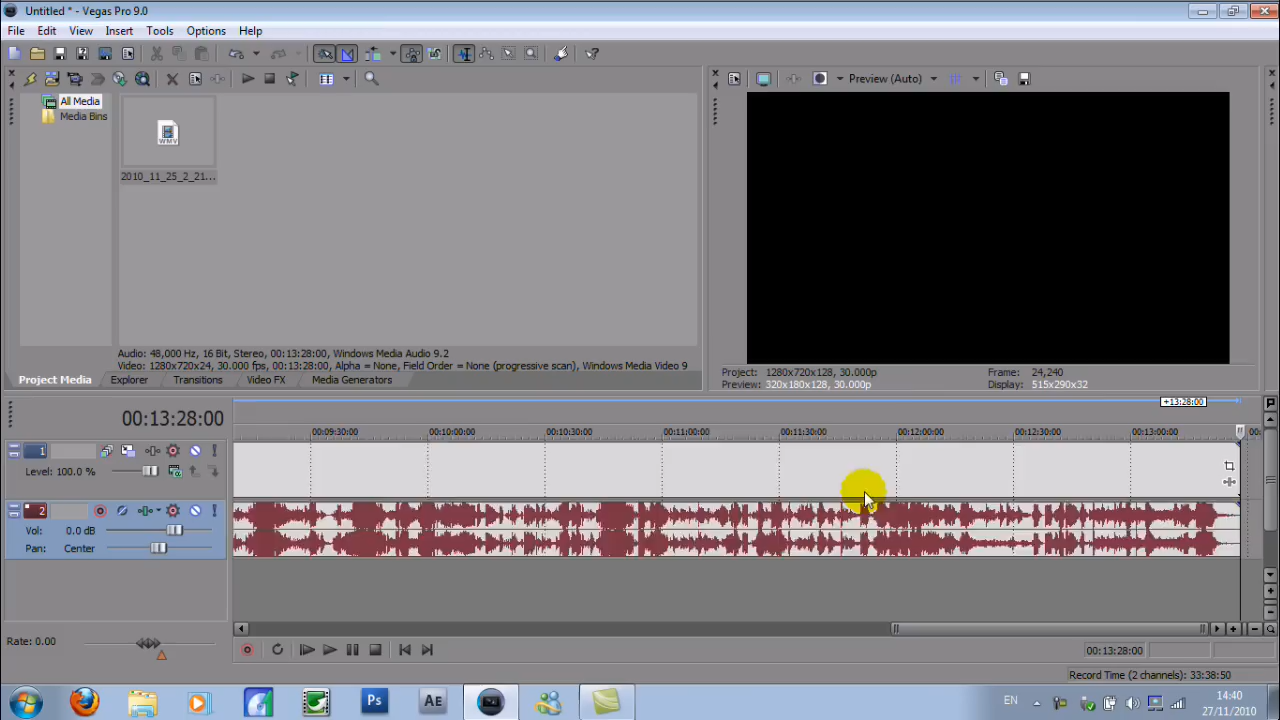 Untitled * - Vegas Pro 9.0
File Edit View Insert Tools Options Help
Preview (Auto)
All Media
Media Bins
WMV
2010_11_25_2_21...
Audio: 48,000 Hz, 16 Bit, Stereo, 00:13:28:00, Windows Media Audio 9.2
Video: 1280x720x24, 30.000 fps, 00:13:28:00, Alpha = None, Field Order = None (progressive scan), Windows Media Video 9
Project Media Explorer Transitions Video FX Media Generators
Project: 1280x720x128, 30.000p Frame: 24,240
Preview: 320x180x128, 30.000p Display: 515x290x32
00:13:28:00
+13:28:00
00:09:30:00 00:10:00:00 00:10:30:00 00:11:00:00 00:11:30:00 00:12:00:00 00:12:30:00 00:13:00:00 00:
1
Level: 100.0 %
2
Vol: 0.0 dB
Pan: Center
Rate: 0.00
00:13:28:00
Record Time (2 channels): 33:38:50
Ps AE EN 14:40
27/11/2010